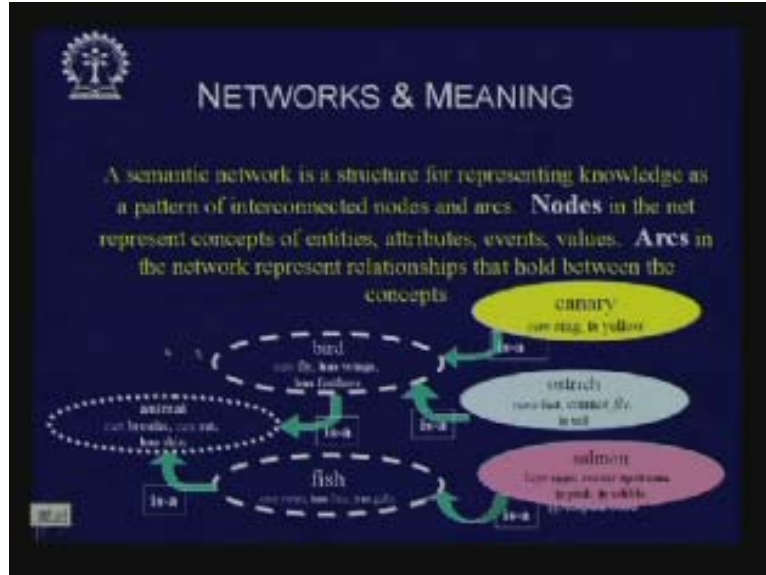 NETWORKS & MEANING
A semantic network is a structure for representing knowledge as
a pattern of interconnected nodes and arcs. Nodes in the net
represent concepts of entities, attributes, events, values. Arcs in
the network represent relationships that hold between the
concepts
canary
can sing, is yellow
is-a
bird
can fly, has wings,
has feathers
ostrich
runs fast, cannot fly,
is tall
animal
can breathe, can eat,
has skin
is-a
is-a
salmon
lays eggs, swims upstream,
is pink, is edible
fish
can swim, has fins, has gills
is-a
is-a